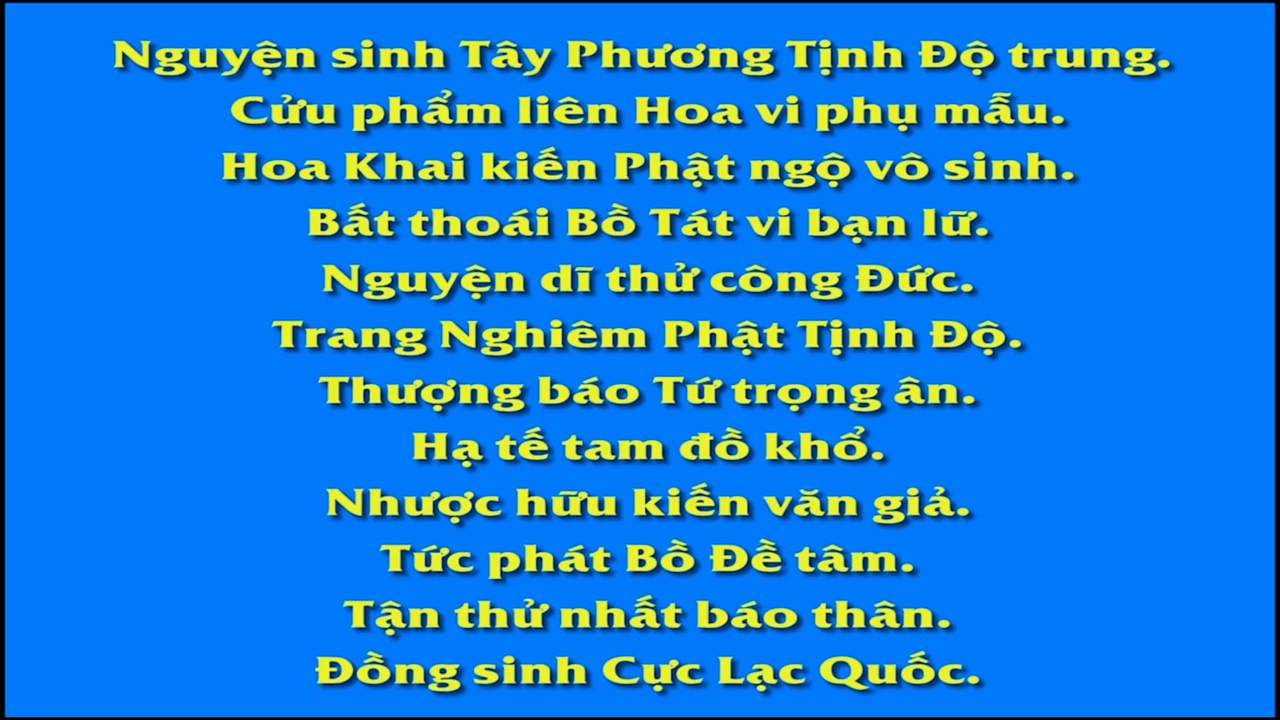 Nguyện sinh Tây Phương Tịnh Độ trung.
Cửu phẩm liên Hoa vi phụ mẫu.
Hoa Khai kiến Phật ngộ vô sinh.
Bất thoái Bồ Tát vi bạn lữ.
Nguyện dĩ thử công Đức.
Trang Nghiêm Phật Tịnh Độ.
Thượng báo Tứ trọng ân.
Hạ tế tam đồ khổ.
Nhược hữu kiến văn giả.
Tức phát Bồ Đề tâm.
Tận thử nhất báo thân.
Đồng sinh Cực Lạc Quốc.